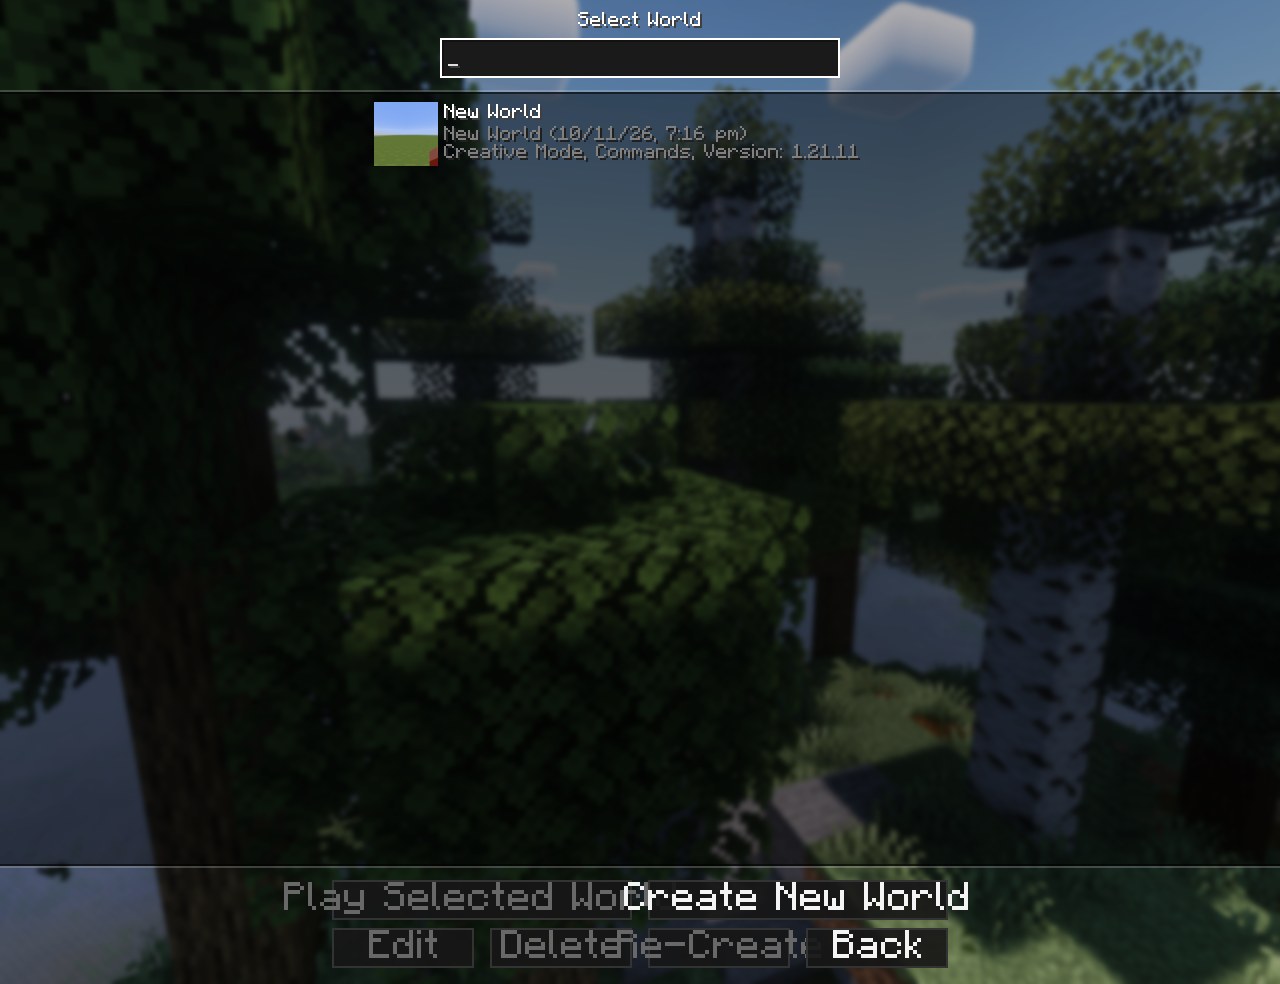 Select World
_
New World
New World (10/11/26, 7:16 pm)
Creative Mode, Commands, Version: 1.21.11
Play Selected Wor Create New World
Edit Delete Re-Create Back